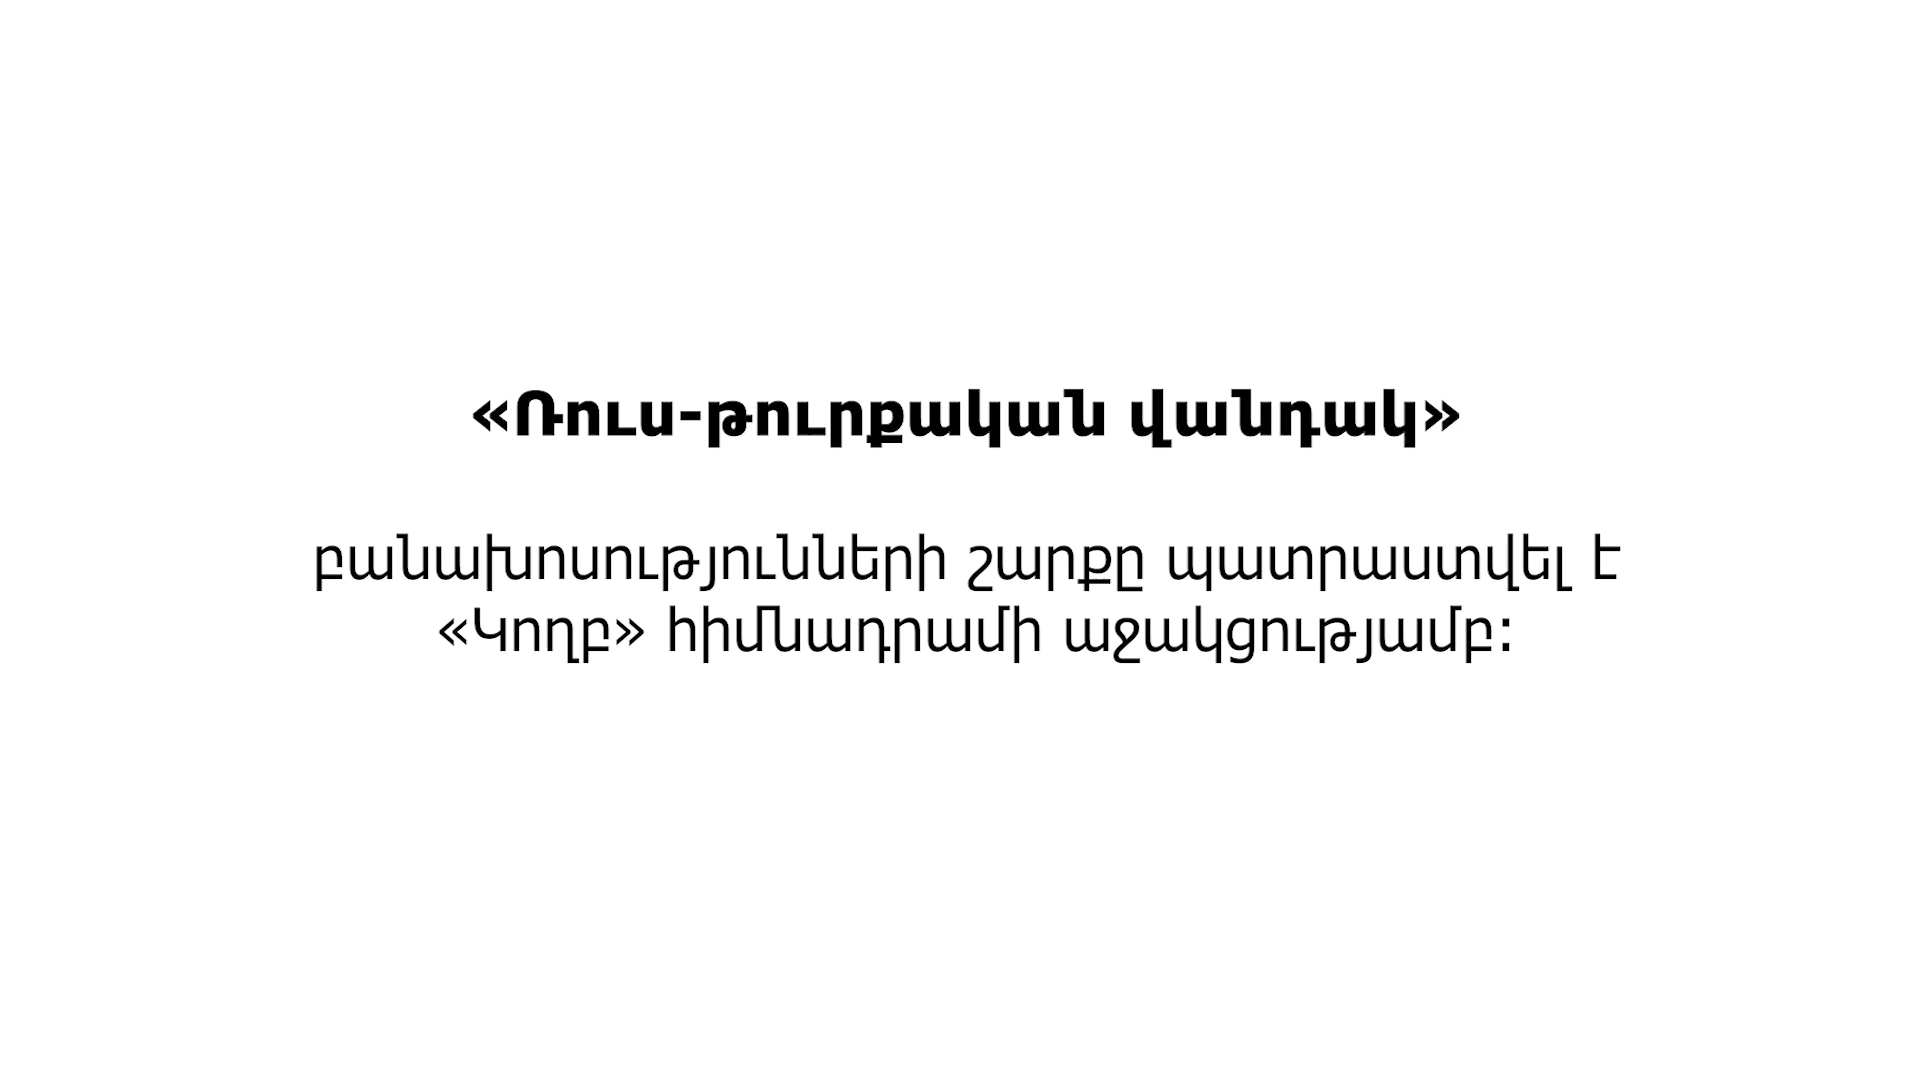 «Ռուս-թուրքական վանդակ»
բանախոսությունների շարքը պատրաստվել է
«Կողբ» հիմնադրամի աջակցությամբ: